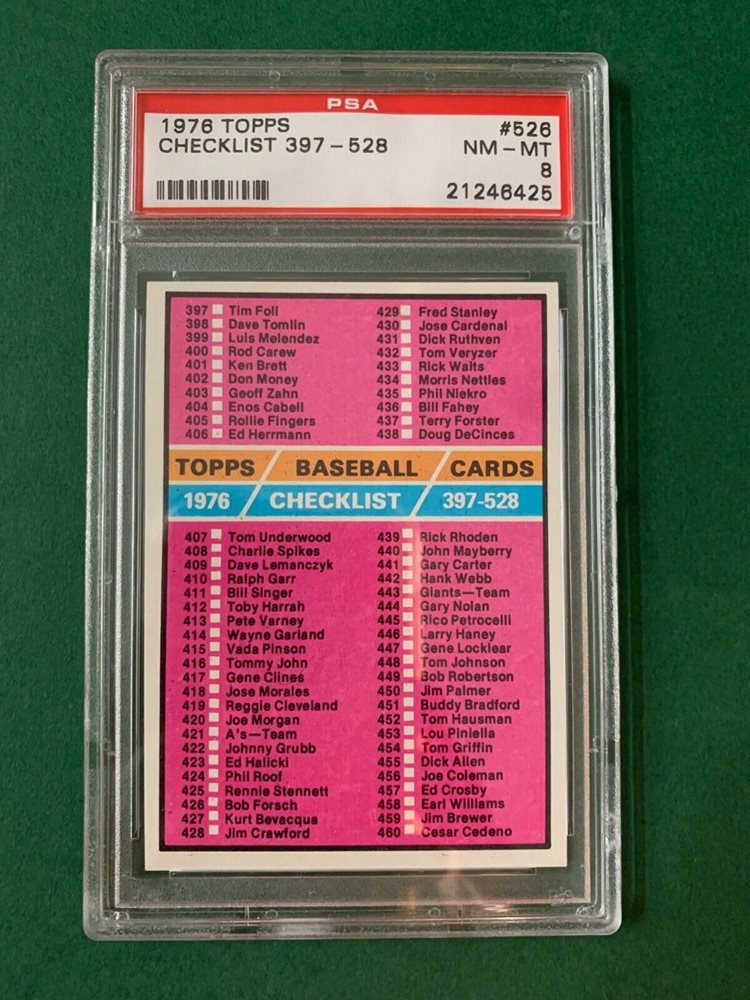 PSA
1976 TOPPS #526
CHECKLIST 397-528 NM-MT
8
21246425
397 Tim Foli
398 Dave Tomlin
399 Luis Melendez
400 Rod Carew
401 Ken Brett
402 Don Money
403 Geoff Zahn
404 Enos Cabell
405 Rollie Fingers
406 Ed Herrmann
429 Fred Stanley
430 Jose Cardenal
431 Dick Ruthven
432 Tom Veryzer
433 Rick Waits
434 Morris Nettles
435 Phil Niekro
436 Bill Fahey
437 Terry Forster
438 Doug DeCinces
TOPPS / BASEBALL / CARDS
1976 / CHECKLIST / 397-528
407 Tom Underwood
408 Charlie Spikes
409 Dave Lemanczyk
410 Ralph Garr
411 Bill Singer
412 Toby Harrah
413 Pete Varney
414 Wayne Garland
415 Vada Pinson
416 Tommy John
417 Gene Clines
418 Jose Morales
419 Reggie Cleveland
420 Joe Morgan
421 A's—Team
422 Johnny Grubb
423 Ed Halicki
424 Phil Roof
425 Rennie Stennett
426 Bob Forsch
427 Kurt Bevacqua
428 Jim Crawford
439 Rick Rhoden
440 John Mayberry
441 Gary Carter
442 Hank Webb
443 Giants—Team
444 Gary Nolan
445 Rico Petrocelli
446 Larry Haney
447 Gene Locklear
448 Tom Johnson
449 Bob Robertson
450 Jim Palmer
451 Buddy Bradford
452 Tom Hausman
453 Lou Piniella
454 Tom Griffin
455 Dick Allen
456 Joe Coleman
457 Ed Crosby
458 Earl Williams
459 Jim Brewer
460 Cesar Cedeno